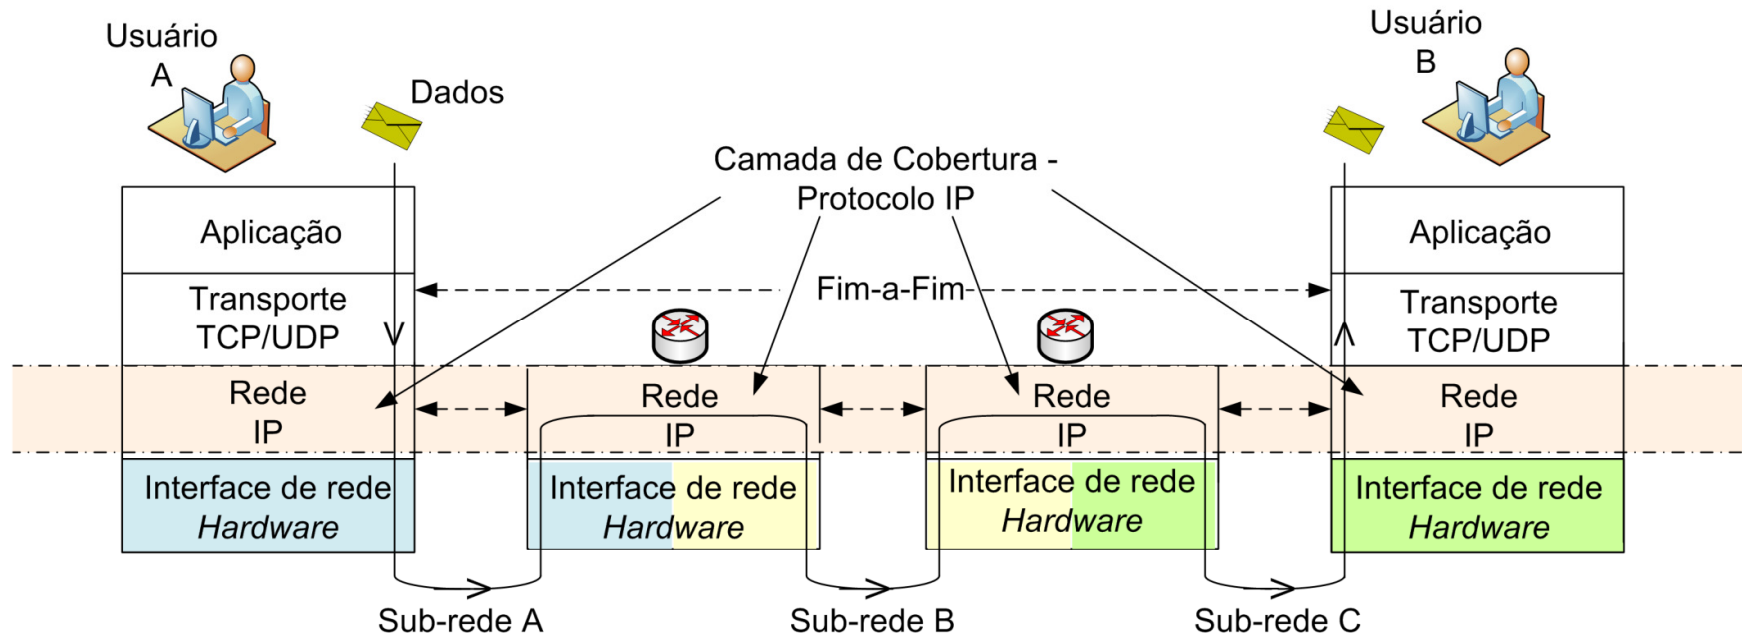 Usuário
A
Dados
Usuário
B
Camada de Cobertura -
Protocolo IP
Aplicação
Aplicação
Fim-a-Fim
Transporte
TCP/UDP
Transporte
TCP/UDP
Rede
IP
Rede
IP
Rede
IP
Rede
IP
Interface de rede
Hardware
Interface de rede
Hardware
Interface de rede
Hardware
Interface de rede
Hardware
Sub-rede A
Sub-rede B
Sub-rede C